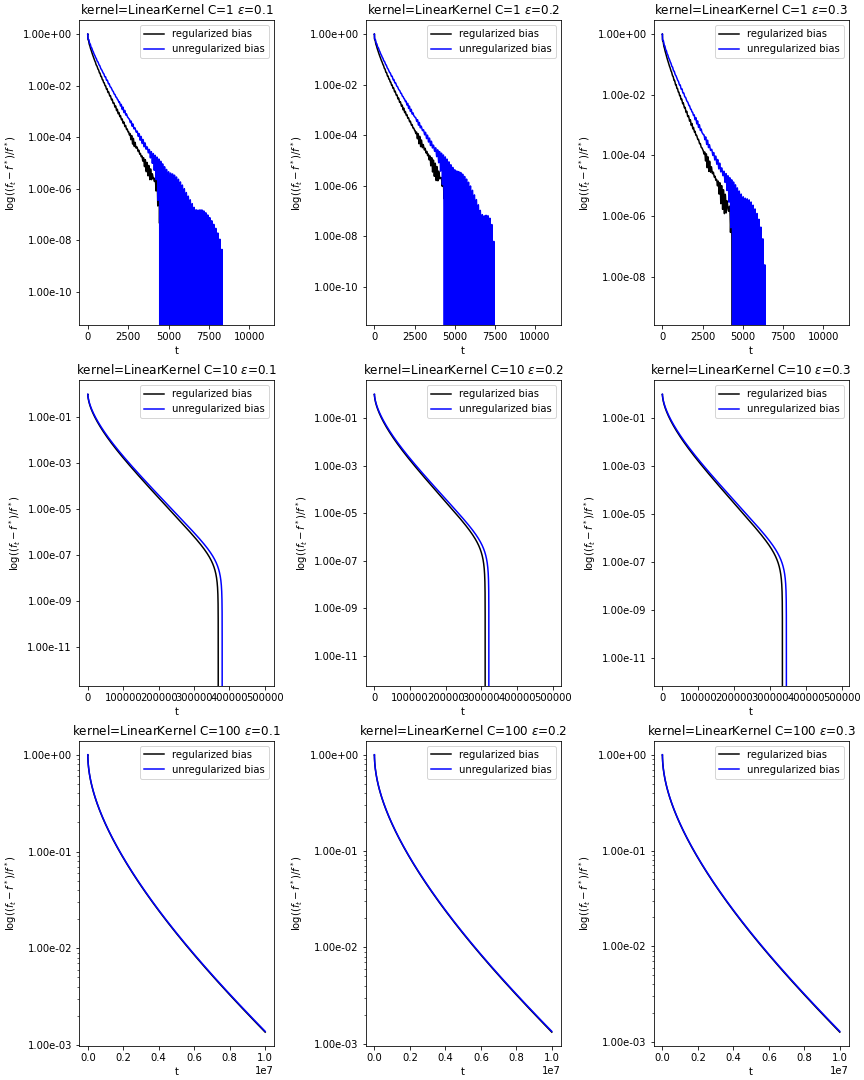 kernel=LinearKernel C=1 ε=0.1
regularized bias
unregularized bias
1.00e+00
1.00e-02
1.00e-04
1.00e-06
1.00e-08
1.00e-10
log((f_t − f*)/f*)
0 2500 5000 7500 10000
t
kernel=LinearKernel C=1 ε=0.2
regularized bias
unregularized bias
1.00e+00
1.00e-02
1.00e-04
1.00e-06
1.00e-08
1.00e-10
log((f_t − f*)/f*)
0 2500 5000 7500 10000
t
kernel=LinearKernel C=1 ε=0.3
regularized bias
unregularized bias
1.00e+00
1.00e-02
1.00e-04
1.00e-06
1.00e-08
log((f_t − f*)/f*)
0 2500 5000 7500 10000
t
kernel=LinearKernel C=10 ε=0.1
regularized bias
unregularized bias
1.00e-01
1.00e-03
1.00e-05
1.00e-07
1.00e-09
1.00e-11
log((f_t − f*)/f*)
0 100000 200000 300000 400000 500000
t
kernel=LinearKernel C=10 ε=0.2
regularized bias
unregularized bias
1.00e-01
1.00e-03
1.00e-05
1.00e-07
1.00e-09
1.00e-11
log((f_t − f*)/f*)
0 100000 200000 300000 400000 500000
t
kernel=LinearKernel C=10 ε=0.3
regularized bias
unregularized bias
1.00e-01
1.00e-03
1.00e-05
1.00e-07
1.00e-09
1.00e-11
log((f_t − f*)/f*)
0 100000 200000 300000 400000 500000
t
kernel=LinearKernel C=100 ε=0.1
regularized bias
unregularized bias
1.00e+00
1.00e-01
1.00e-02
1.00e-03
log((f_t − f*)/f*)
0.0 0.2 0.4 0.6 0.8 1.0
1e7
t
kernel=LinearKernel C=100 ε=0.2
regularized bias
unregularized bias
1.00e+00
1.00e-01
1.00e-02
1.00e-03
log((f_t − f*)/f*)
0.0 0.2 0.4 0.6 0.8 1.0
1e7
t
kernel=LinearKernel C=100 ε=0.3
regularized bias
unregularized bias
1.00e+00
1.00e-01
1.00e-02
1.00e-03
log((f_t − f*)/f*)
0.0 0.2 0.4 0.6 0.8 1.0
1e7
t